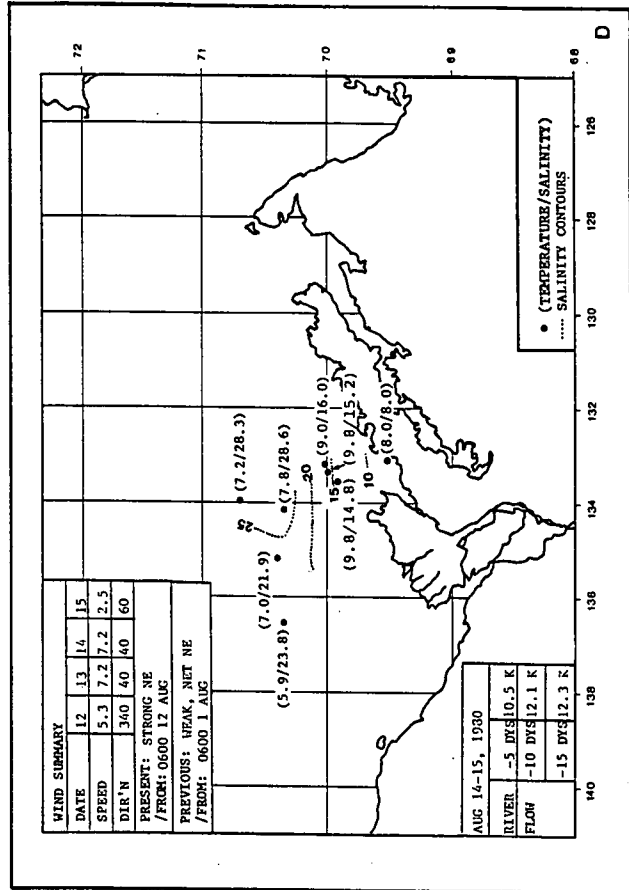 WIND SUMMARY
DATE 12 13 14 15
SPEED 5.3 7.2 7.2 2.5
DIR'N 340 40 40 60
PRESENT: STRONG NE
/FROM: 0600 12 AUG
PREVIOUS: WEAK, NET NE
/FROM: 0600 1 AUG
72
71
70
69
68
(7.2/28.3)
25
(7.8/28.6)
(7.0/21.9)
(5.9/23.8)
20
(9.0/16.0)
15
(9.8/14.8)
(9.8/15.2)
10
(8.0/8.0)
AUG 14-15, 1980
RIVER -5 DYS 10.5 K
FLOW -10 DYS 12.1 K
-15 DYS 12.3 K
• (TEMPERATURE/SALINITY)
..... SALINITY CONTOURS
140 138 136 134 132 130 128 126
D